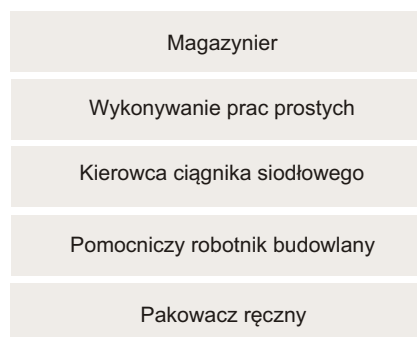 Magazynier
Wykonywanie prac prostych
Kierowca ciągnika siodłowego
Pomocniczy robotnik budowlany
Pakowacz ręczny